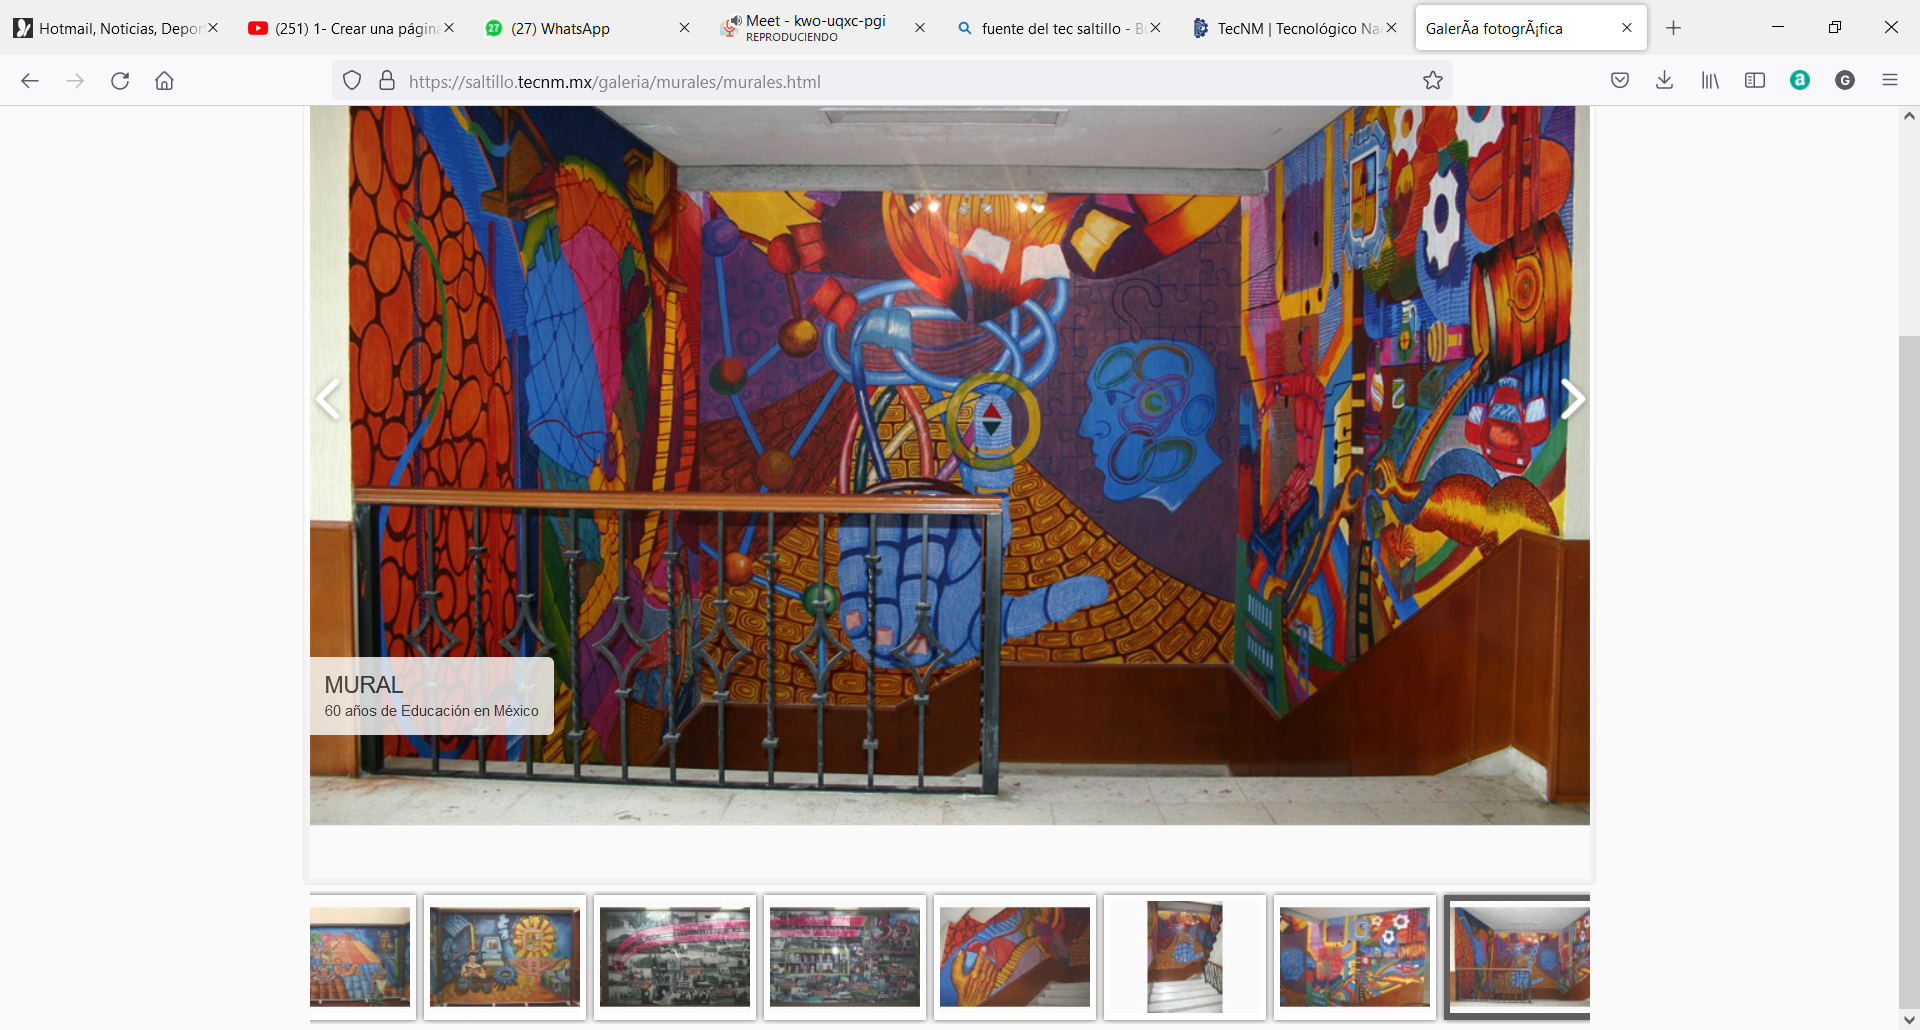 Hotmail, Noticias, Depor
(251) 1- Crear una página
27
(27) WhatsApp
Meet - kwo-uqxc-pgi
REPRODUCIENDO
fuente del tec saltillo - B
TecNM | Tecnológico Na
GalerÃa fotogrÃ¡fica
https://saltillo.tecnm.mx/galeria/murales/murales.html
a
G
MURAL
60 años de Educación en México